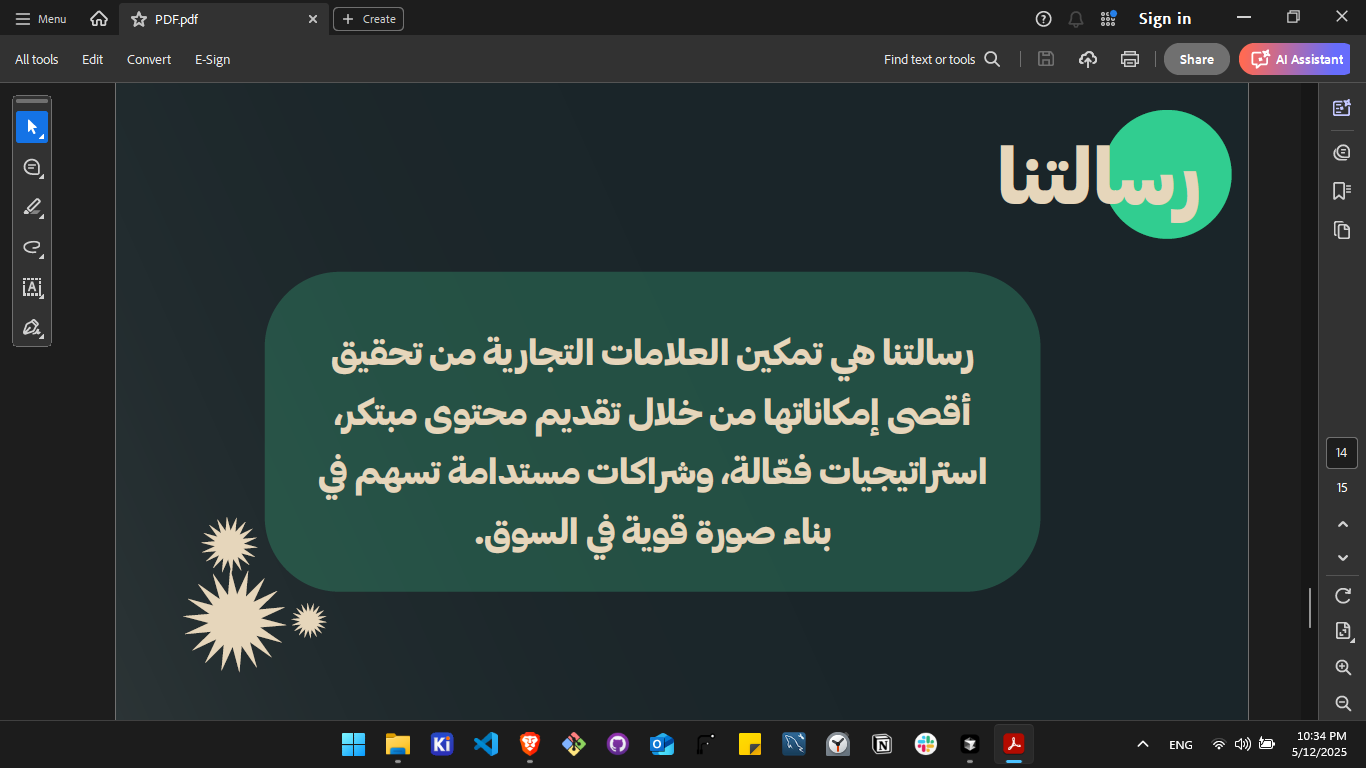 Menu
PDF.pdf
Create
Sign in
All tools
Edit
Convert
E-Sign
Find text or tools
Share
AI Assistant
رسالتنا
رسالتنا هي تمكين العلامات التجارية من تحقيق
أقصى إمكاناتها من خلال تقديم محتوى مبتكر،
استراتيجيات فعّالة، وشراكات مستدامة تسهم في
بناء صورة قوية في السوق.
14
15
Ki
ENG
10:34 PM
5/12/2025